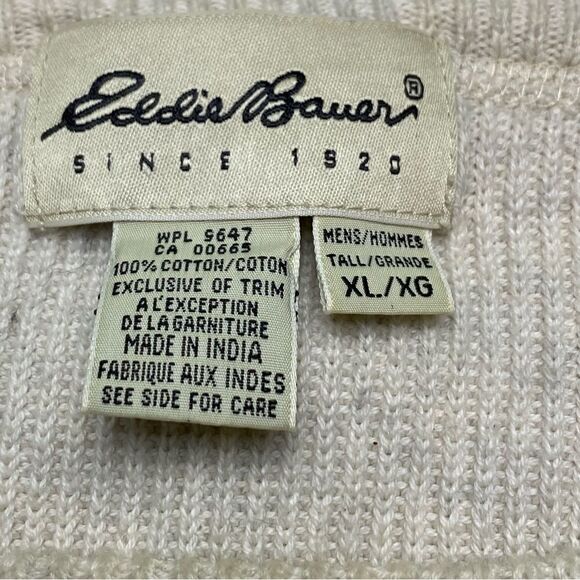 Eddie Bauer®
SINCE 1920
WPL 9647
CA 00665
100% COTTON/COTON
EXCLUSIVE OF TRIM
A L'EXCEPTION
DE LA GARNITURE
MADE IN INDIA
FABRIQUE AUX INDES
SEE SIDE FOR CARE
MENS/HOMMES
TALL/GRANDE
XL/XG